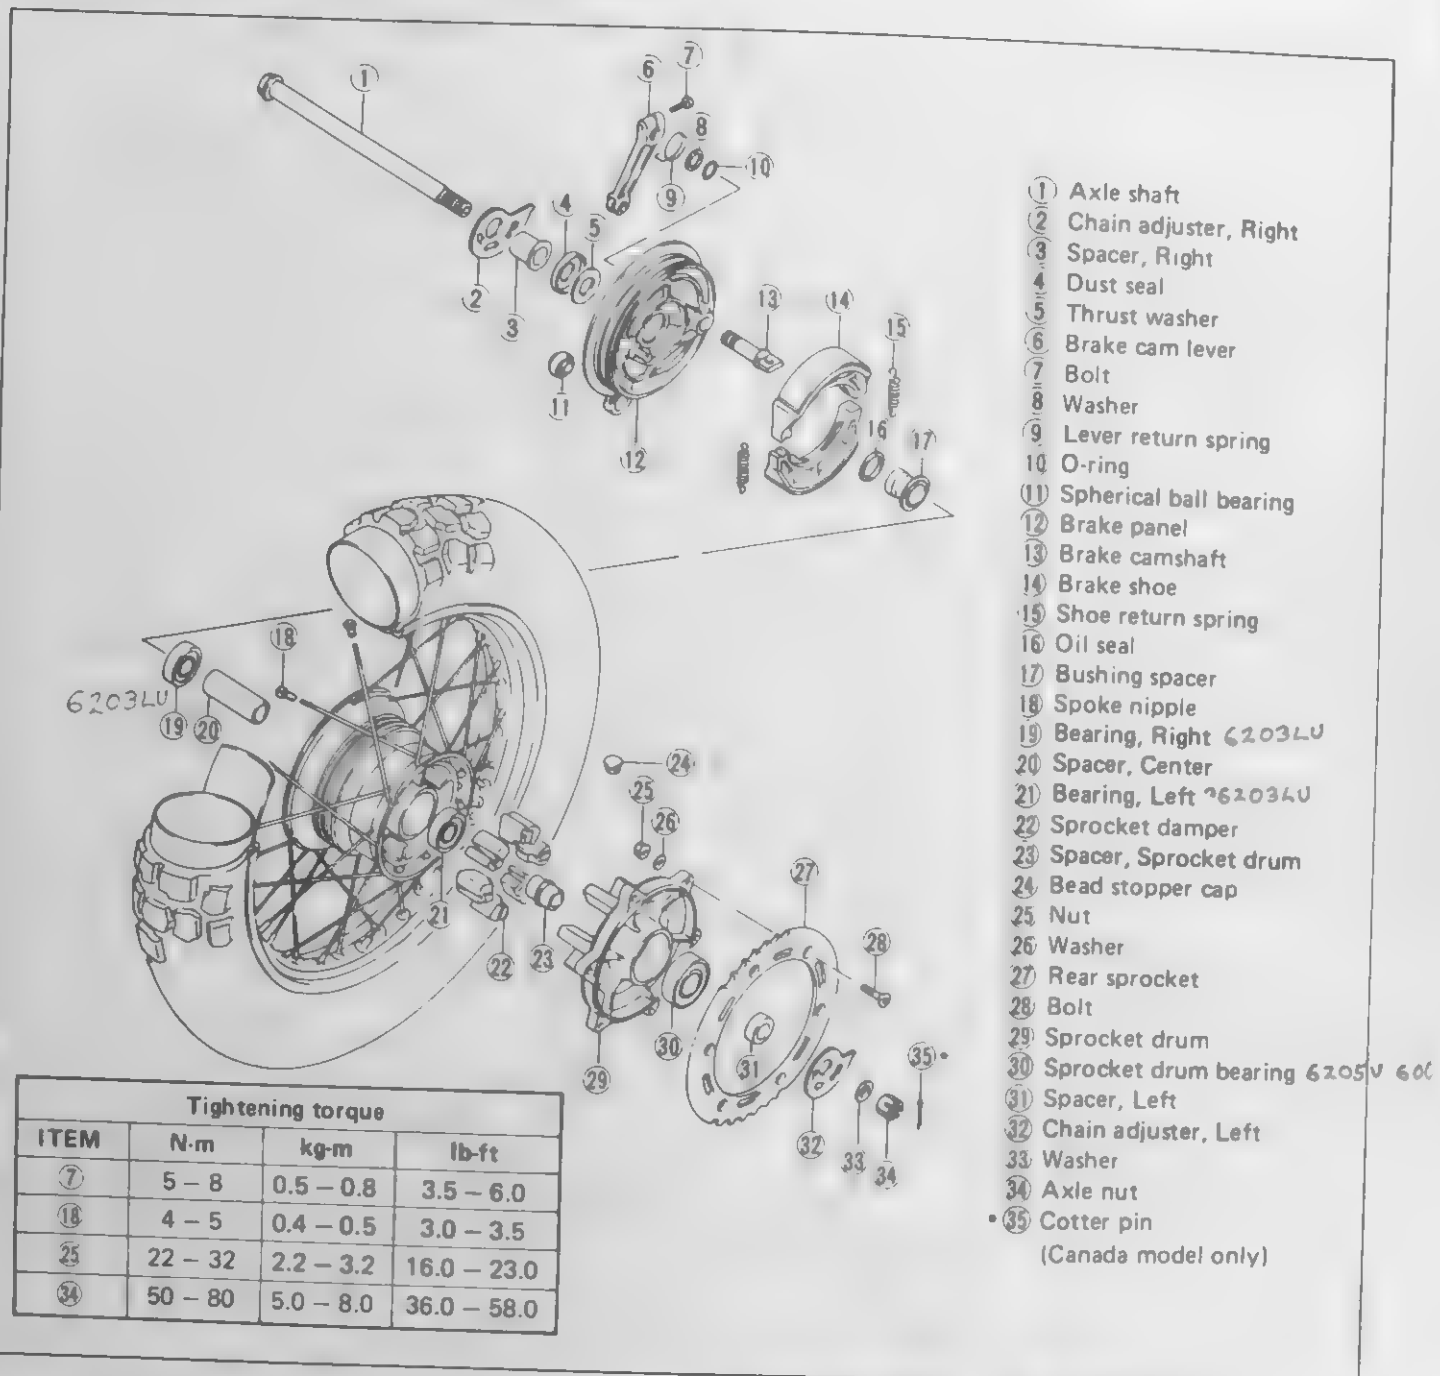 1
2
3
4
5
6
7
8
9
10
11
12
13
14
15
16
17
18
6203LU
19
20
21
22
23
24
25
26
27
28
29
30
31
32
33
34
35•
① Axle shaft
② Chain adjuster, Right
③ Spacer, Right
4 Dust seal
⑤ Thrust washer
⑥ Brake cam lever
⑦ Bolt
8 Washer
⑨ Lever return spring
10 O-ring
⑪ Spherical ball bearing
⑫ Brake panel
⑬ Brake camshaft
⑭ Brake shoe
⑮ Shoe return spring
⑯ Oil seal
⑰ Bushing spacer
⑱ Spoke nipple
⑲ Bearing, Right 6203LU
⑳ Spacer, Center
㉑ Bearing, Left 6203LU
㉒ Sprocket damper
㉓ Spacer, Sprocket drum
㉔ Bead stopper cap
25 Nut
㉖ Washer
㉗ Rear sprocket
㉘ Bolt
㉙ Sprocket drum
㉚ Sprocket drum bearing 6205V
㉛ Spacer, Left
㉜ Chain adjuster, Left
33 Washer
㉞ Axle nut
•㉟ Cotter pin
(Canada model only)
Tightening torque
ITEM N·m kg-m lb-ft
⑦ 5 – 8 0.5 – 0.8 3.5 – 6.0
⑱ 4 – 5 0.4 – 0.5 3.0 – 3.5
㉕ 22 – 32 2.2 – 3.2 16.0 – 23.0
㉞ 50 – 80 5.0 – 8.0 36.0 – 58.0